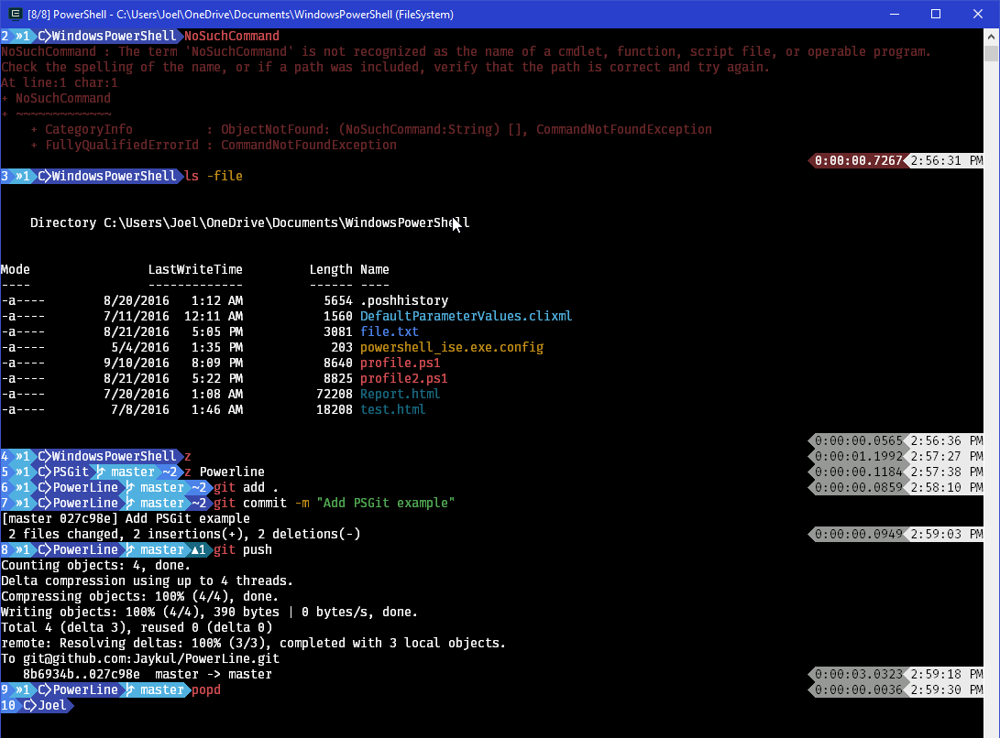 [8/8] PowerShell - C:\Users\Joel\OneDrive\Documents\WindowsPowerShell (FileSystem)
2 »1 C>WindowsPowerShell NoSuchCommand
NoSuchCommand : The term 'NoSuchCommand' is not recognized as the name of a cmdlet, function, script file, or operable program.
Check the spelling of the name, or if a path was included, verify that the path is correct and try again.
At line:1 char:1
+ NoSuchCommand
+ ~~~~~~~~~~~~~
    + CategoryInfo          : ObjectNotFound: (NoSuchCommand:String) [], CommandNotFoundException
    + FullyQualifiedErrorId : CommandNotFoundException
0:00:00.7267 2:56:31 PM
3 »1 C>WindowsPowerShell ls -file
    Directory C:\Users\Joel\OneDrive\Documents\WindowsPowerShell
Mode                LastWriteTime         Length Name
----                -------------         ------ ----
-a----        8/20/2016   1:12 AM           5654 .poshhistory
-a----        7/11/2016  12:11 AM           1560 DefaultParameterValues.clixml
-a----        8/21/2016   5:05 PM           3081 file.txt
-a----         5/4/2016   1:35 PM            203 powershell_ise.exe.config
-a----        9/10/2016   8:09 PM           8640 profile.ps1
-a----        8/21/2016   5:22 PM           8825 profile2.ps1
-a----        7/20/2016   1:08 AM          72208 Report.html
-a----         7/8/2016   1:46 AM          18208 test.html
0:00:00.0565 2:56:36 PM
4 »1 C>WindowsPowerShell z 0:00:01.1992 2:57:27 PM
5 »1 C>PSGit master ~2 z Powerline 0:00:00.1184 2:57:38 PM
6 »1 C>PowerLine master ~2 git add . 0:00:00.0859 2:58:10 PM
7 »1 C>PowerLine master ~2 git commit -m "Add PSGit example"
[master 027c98e] Add PSGit example
 2 files changed, 2 insertions(+), 2 deletions(-) 0:00:00.0949 2:59:03 PM
8 »1 C>PowerLine master ▲1 git push
Counting objects: 4, done.
Delta compression using up to 4 threads.
Compressing objects: 100% (4/4), done.
Writing objects: 100% (4/4), 390 bytes | 0 bytes/s, done.
Total 4 (delta 3), reused 0 (delta 0)
remote: Resolving deltas: 100% (3/3), completed with 3 local objects.
To git@github.com:Jaykul/PowerLine.git
   8b6934b..027c98e  master -> master 0:00:03.0323 2:59:18 PM
9 »1 C>PowerLine master popd 0:00:00.0036 2:59:30 PM
10 C>Joel